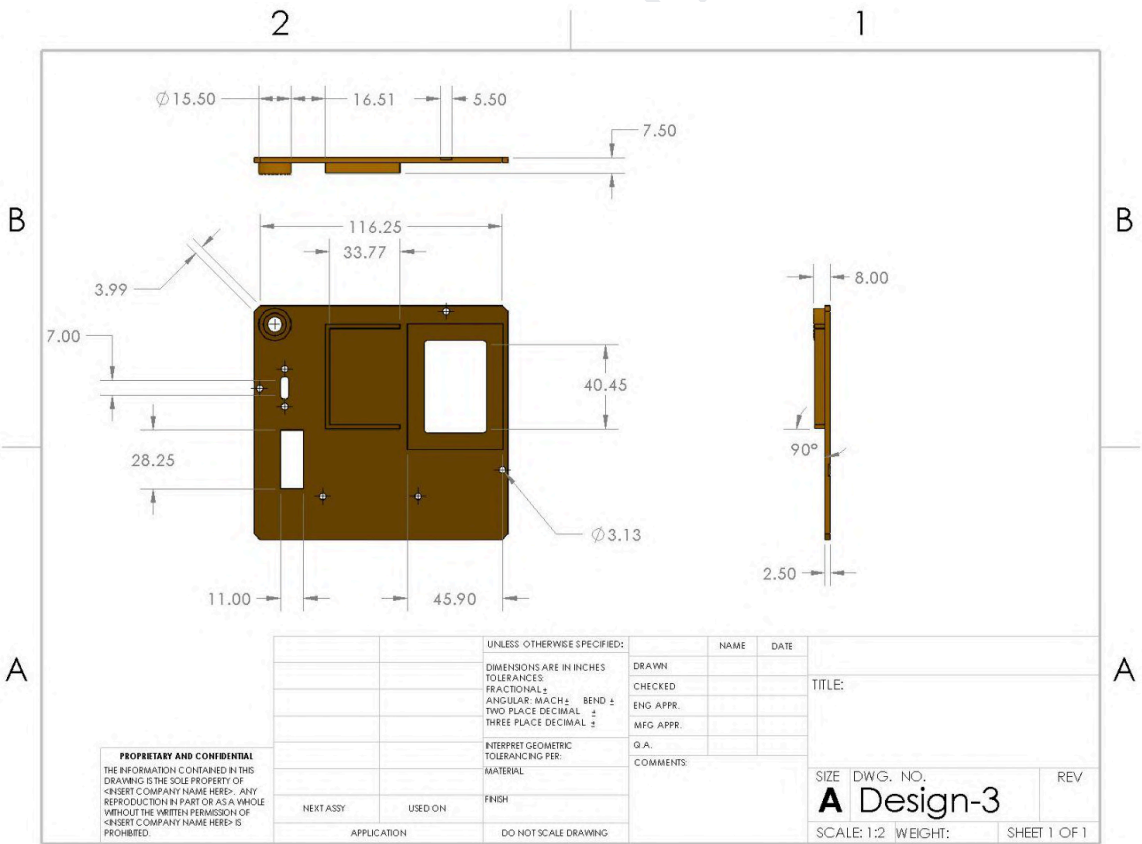 2 1
∅15.50 16.51 5.50
7.50
B B
116.25
33.77
8.00
3.99
7.00
40.45
90°
28.25
∅3.13
2.50
11.00 45.90
A A
UNLESS OTHERWISE SPECIFIED:
DIMENSIONS ARE IN INCHES
TOLERANCES:
FRACTIONAL ±
ANGULAR: MACH ± BEND ±
TWO PLACE DECIMAL ±
THREE PLACE DECIMAL ±
INTERPRET GEOMETRIC
TOLERANCING PER:
MATERIAL
FINISH
DO NOT SCALE DRAWING
NAME DATE
DRAWN
CHECKED
ENG APPR.
MFG APPR.
Q.A.
COMMENTS:
TITLE:
SIZE DWG. NO. REV
A Design-3
SCALE: 1:2 WEIGHT: SHEET 1 OF 1
PROPRIETARY AND CONFIDENTIAL
THE INFORMATION CONTAINED IN THIS
DRAWING IS THE SOLE PROPERTY OF
<INSERT COMPANY NAME HERE>. ANY
REPRODUCTION IN PART OR AS A WHOLE
WITHOUT THE WRITTEN PERMISSION OF
<INSERT COMPANY NAME HERE> IS
PROHIBITED.
NEXT ASSY USED ON
APPLICATION